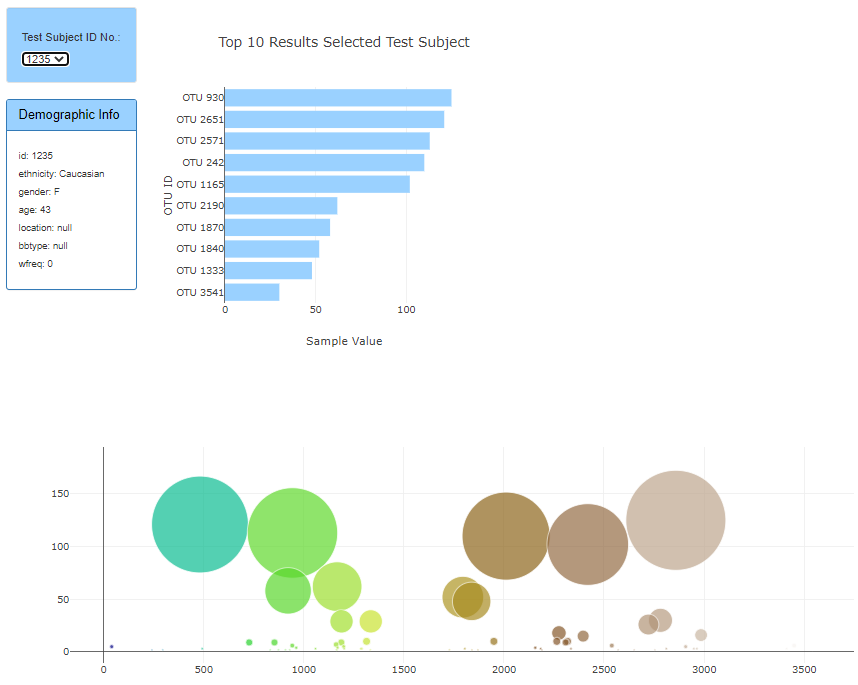 Test Subject ID No.:
1235
Demographic Info
id: 1235
ethnicity: Caucasian
gender: F
age: 43
location: null
bbtype: null
wfreq: 0
Top 10 Results Selected Test Subject
OTU ID
OTU 930
OTU 2651
OTU 2571
OTU 242
OTU 1165
OTU 2190
OTU 1870
OTU 1840
OTU 1333
OTU 3541
0 50 100
Sample Value
150
100
50
0
0 500 1000 1500 2000 2500 3000 3500